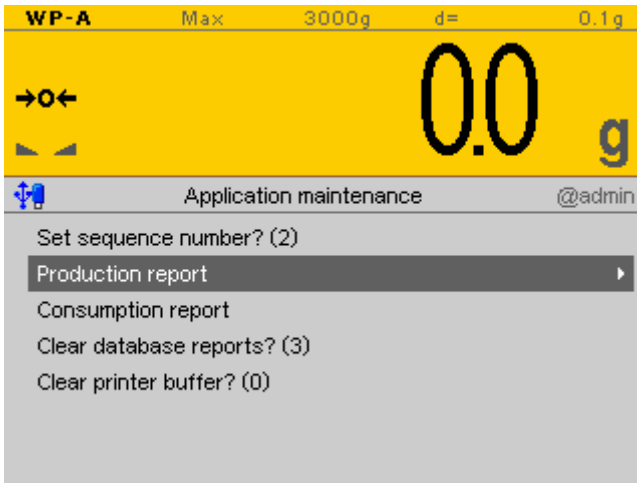 WP-A Max 3000g d= 0.1g
→0←
0.0 g
Application maintenance @admin
Set sequence number? (2)
Production report
Consumption report
Clear database reports? (3)
Clear printer buffer? (0)